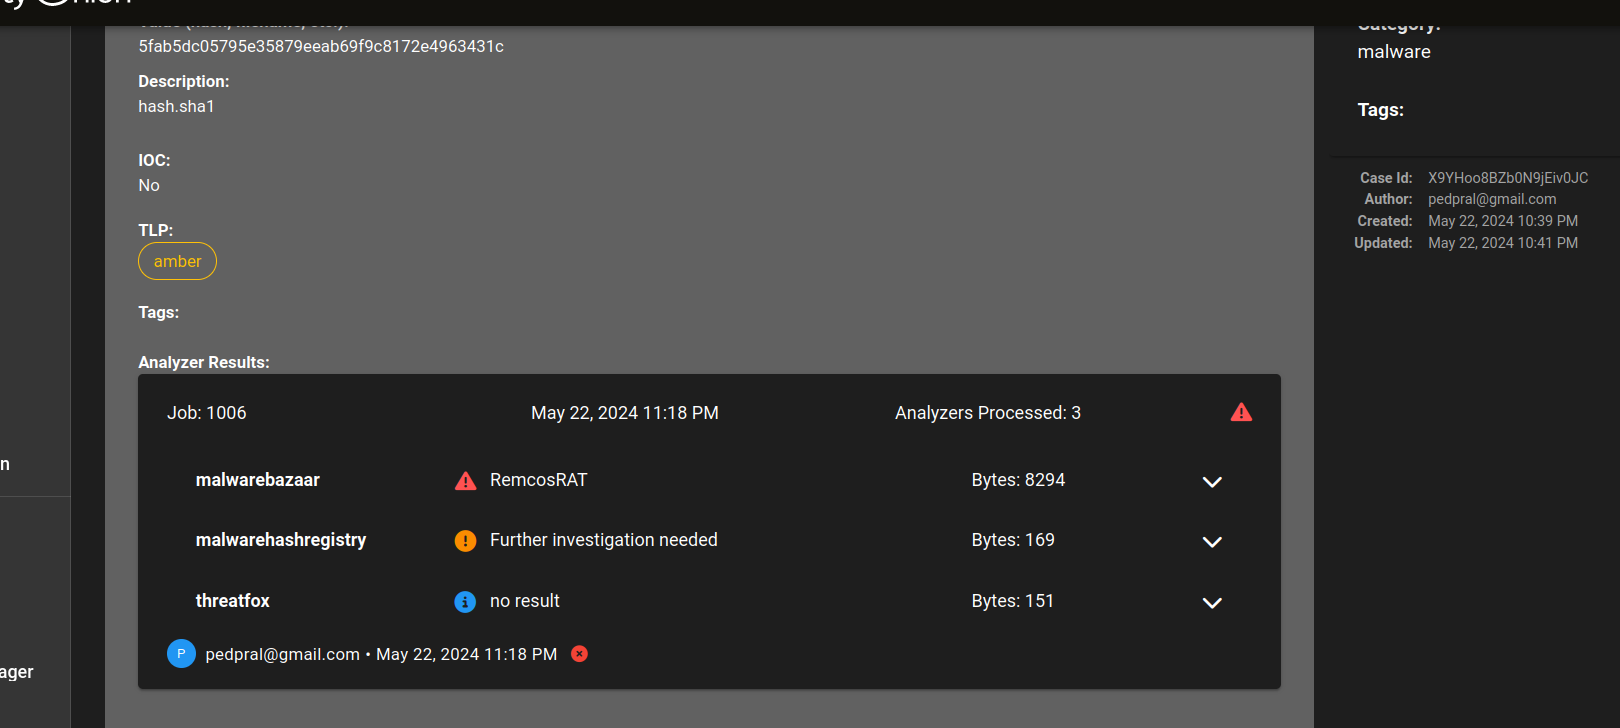 5fab5dc05795e35879eeab69f9c8172e4963431c
Description:
hash.sha1
IOC:
No
TLP:
amber
Tags:
Analyzer Results:
Job: 1006 May 22, 2024 11:18 PM Analyzers Processed: 3
malwarebazaar RemcosRAT Bytes: 8294
malwarehashregistry Further investigation needed Bytes: 169
threatfox no result Bytes: 151
P pedpral@gmail.com • May 22, 2024 11:18 PM
Category:
malware
Tags:
Case Id: X9YHoo8BZb0N9jEiv0JC
Author: pedpral@gmail.com
Created: May 22, 2024 10:39 PM
Updated: May 22, 2024 10:41 PM
n
ager